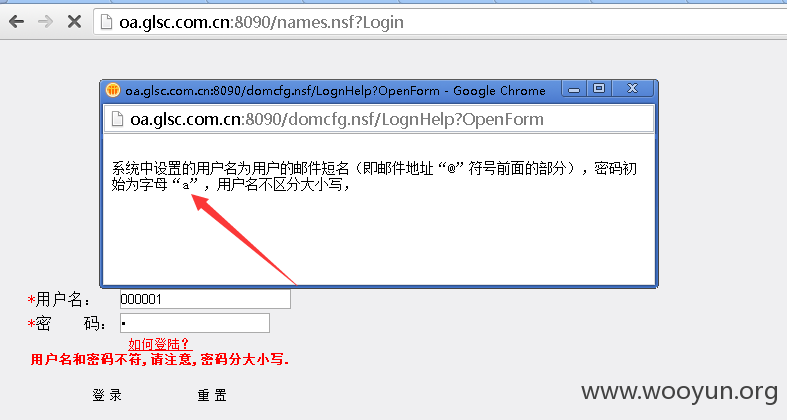 oa.glsc.com.cn:8090/names.nsf?Login
oa.glsc.com.cn:8090/domcfg.nsf/LognHelp?OpenForm - Google Chrome
oa.glsc.com.cn:8090/domcfg.nsf/LognHelp?OpenForm
系统中设置的用户名为用户的邮件短名（即邮件地址“@”符号前面的部分），密码初
始为字母“a”，用户名不区分大小写，
*用户名： 000001
*密 码： •
如何登陆？
用户名和密码不符,请注意,密码分大小写.
登 录 重 置
www.wooyun.org